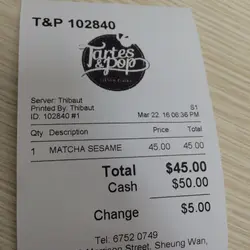 T&P 102840
Tartes
&Pop
Server: Thibaut
Printed By: Thibaut
ID: 102840 #1
S1
Mar 22, 16 06:36 PM
Qty Description Price Total
1 MATCHA SESAME 45.00 45.00
Total $45.00
Cash $50.00
Change $5.00
Tel: 6752 0749
Morrison Street, Sheung Wan,